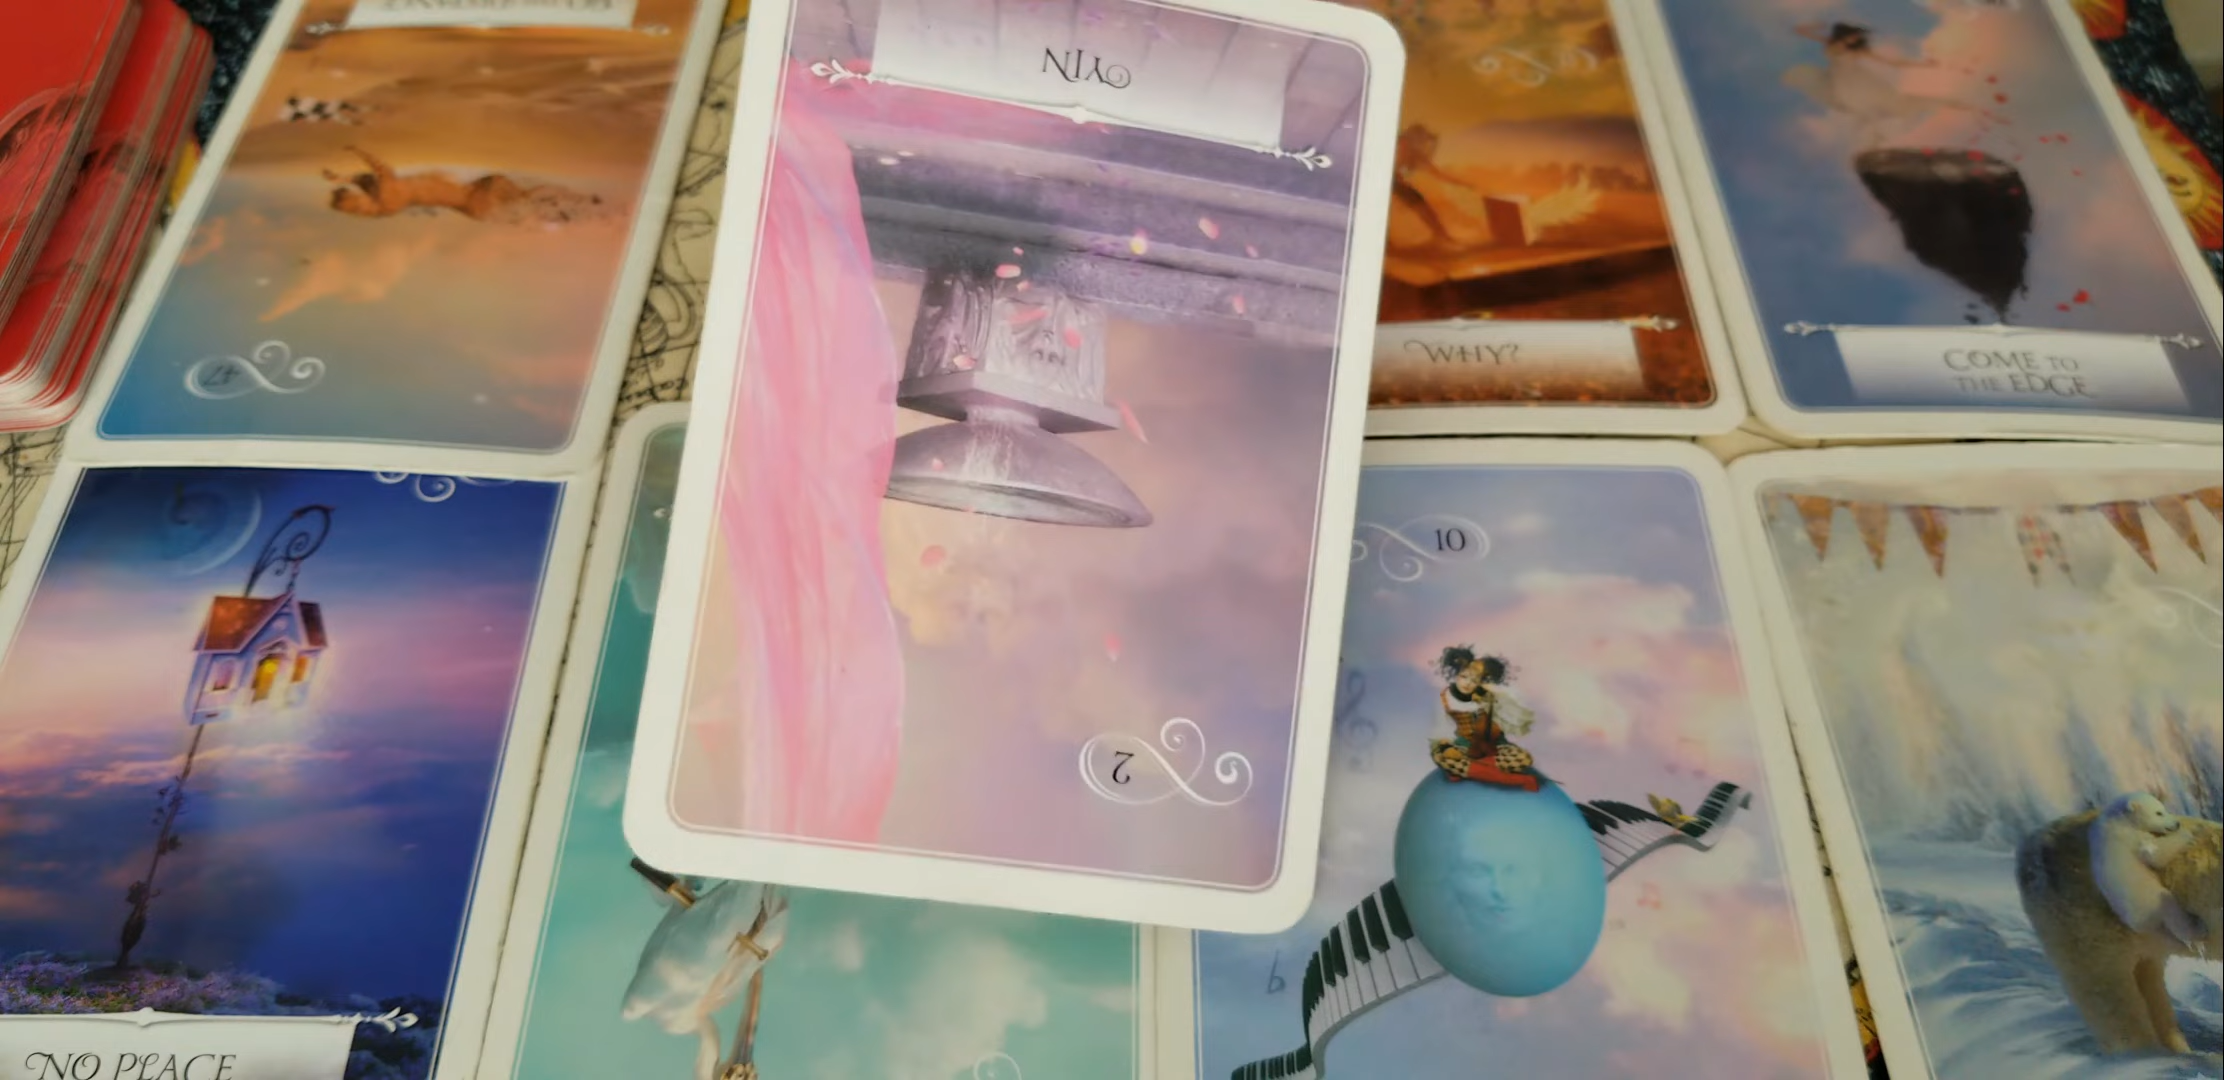 YIN
47
WHY?
COME TO
THE EDGE
2
10
NO PLACE